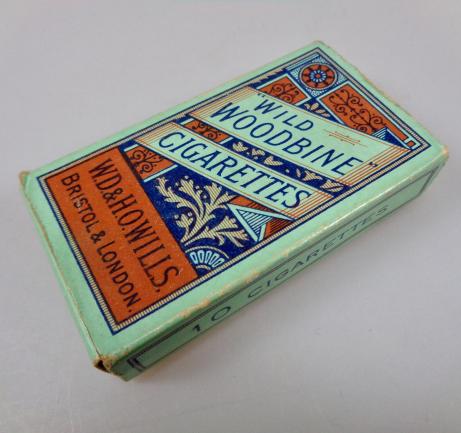 "WILD
WOODBINE"
CIGARETTES
W.D. & H.O. WILLS.
BRISTOL & LONDON.
10 CIGARETTES